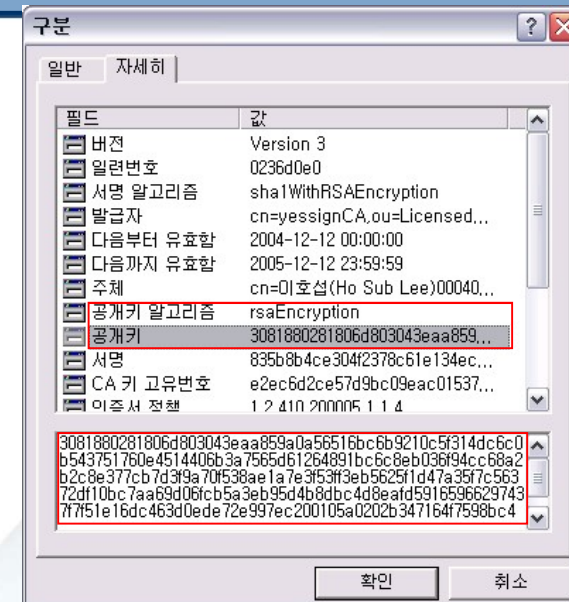 구분
일반 자세히
필드 값
버전 Version 3
일련번호 0236d0e0
서명 알고리즘 sha1WithRSAEncryption
발급자 cn=yessignCA,ou=Licensed,,,
다음부터 유효함 2004-12-12 00:00:00
다음까지 유효함 2005-12-12 23:59:59
주체 cn=이호섭(Ho Sub Lee)00040,,,
공개키 알고리즘 rsaEncryption
공개키 3081880281806d803043eaa859,,,
서명 835b8b4ce304f2378c61e134ec,,,
CA 키 고유번호 e2ec6d2ce57d9bc09eac01537,,,
인증서 정책 1.2.410.200005.1.1.4
3081880281806d803043eaa859a0a56516bc6b9210c5f314dc6c0
b543751760e4514406b3a7565d61264891bc6c8eb036f94cc68a2
b2c8e377cb7d3f9a70f538ae1a7e3f53ff3eb5625f1d47a35f7c563
72df10bc7aa69d06fcb5a3eb95d4b8dbc4d8eafd5916596629743
7f7f51e16dc463d0ede72e997ec200105a0202b347164f7598bc4
확인 취소